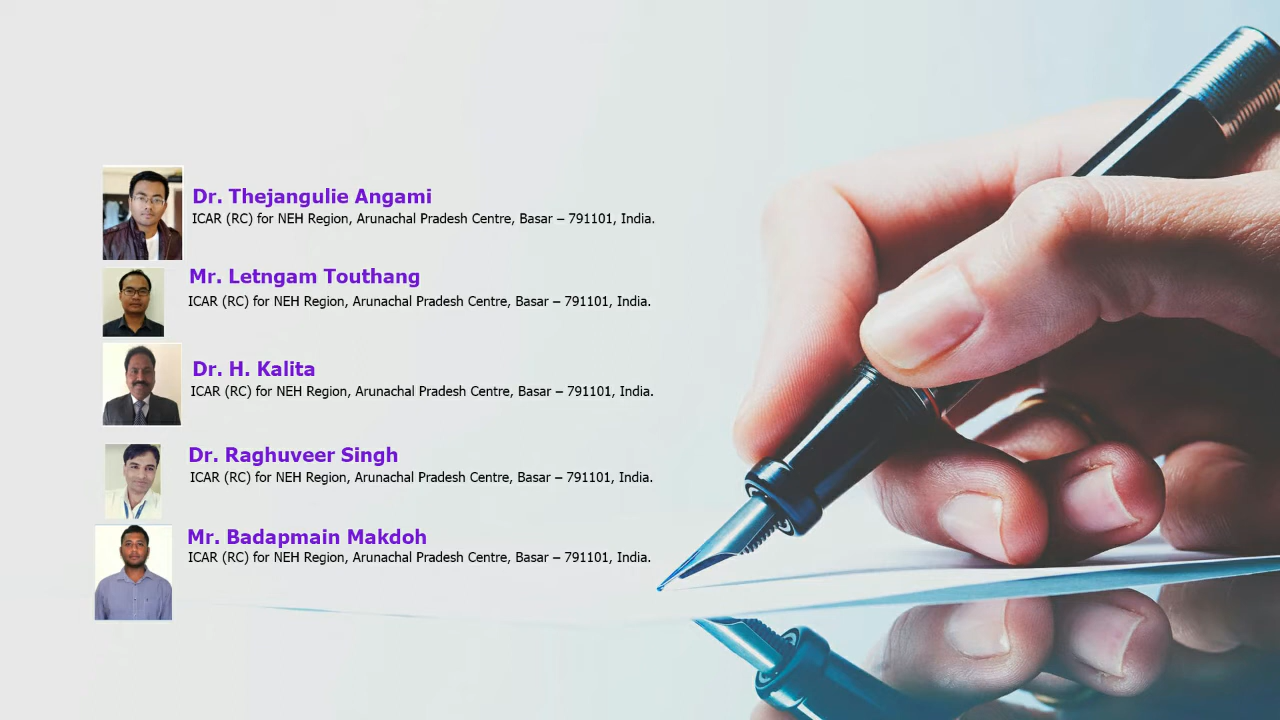 Dr. Thejangulie Angami
ICAR (RC) for NEH Region, Arunachal Pradesh Centre, Basar – 791101, India.
Mr. Letngam Touthang
ICAR (RC) for NEH Region, Arunachal Pradesh Centre, Basar – 791101, India.
Dr. H. Kalita
ICAR (RC) for NEH Region, Arunachal Pradesh Centre, Basar – 791101, India.
Dr. Raghuveer Singh
ICAR (RC) for NEH Region, Arunachal Pradesh Centre, Basar – 791101, India.
Mr. Badapmain Makdoh
ICAR (RC) for NEH Region, Arunachal Pradesh Centre, Basar – 791101, India.